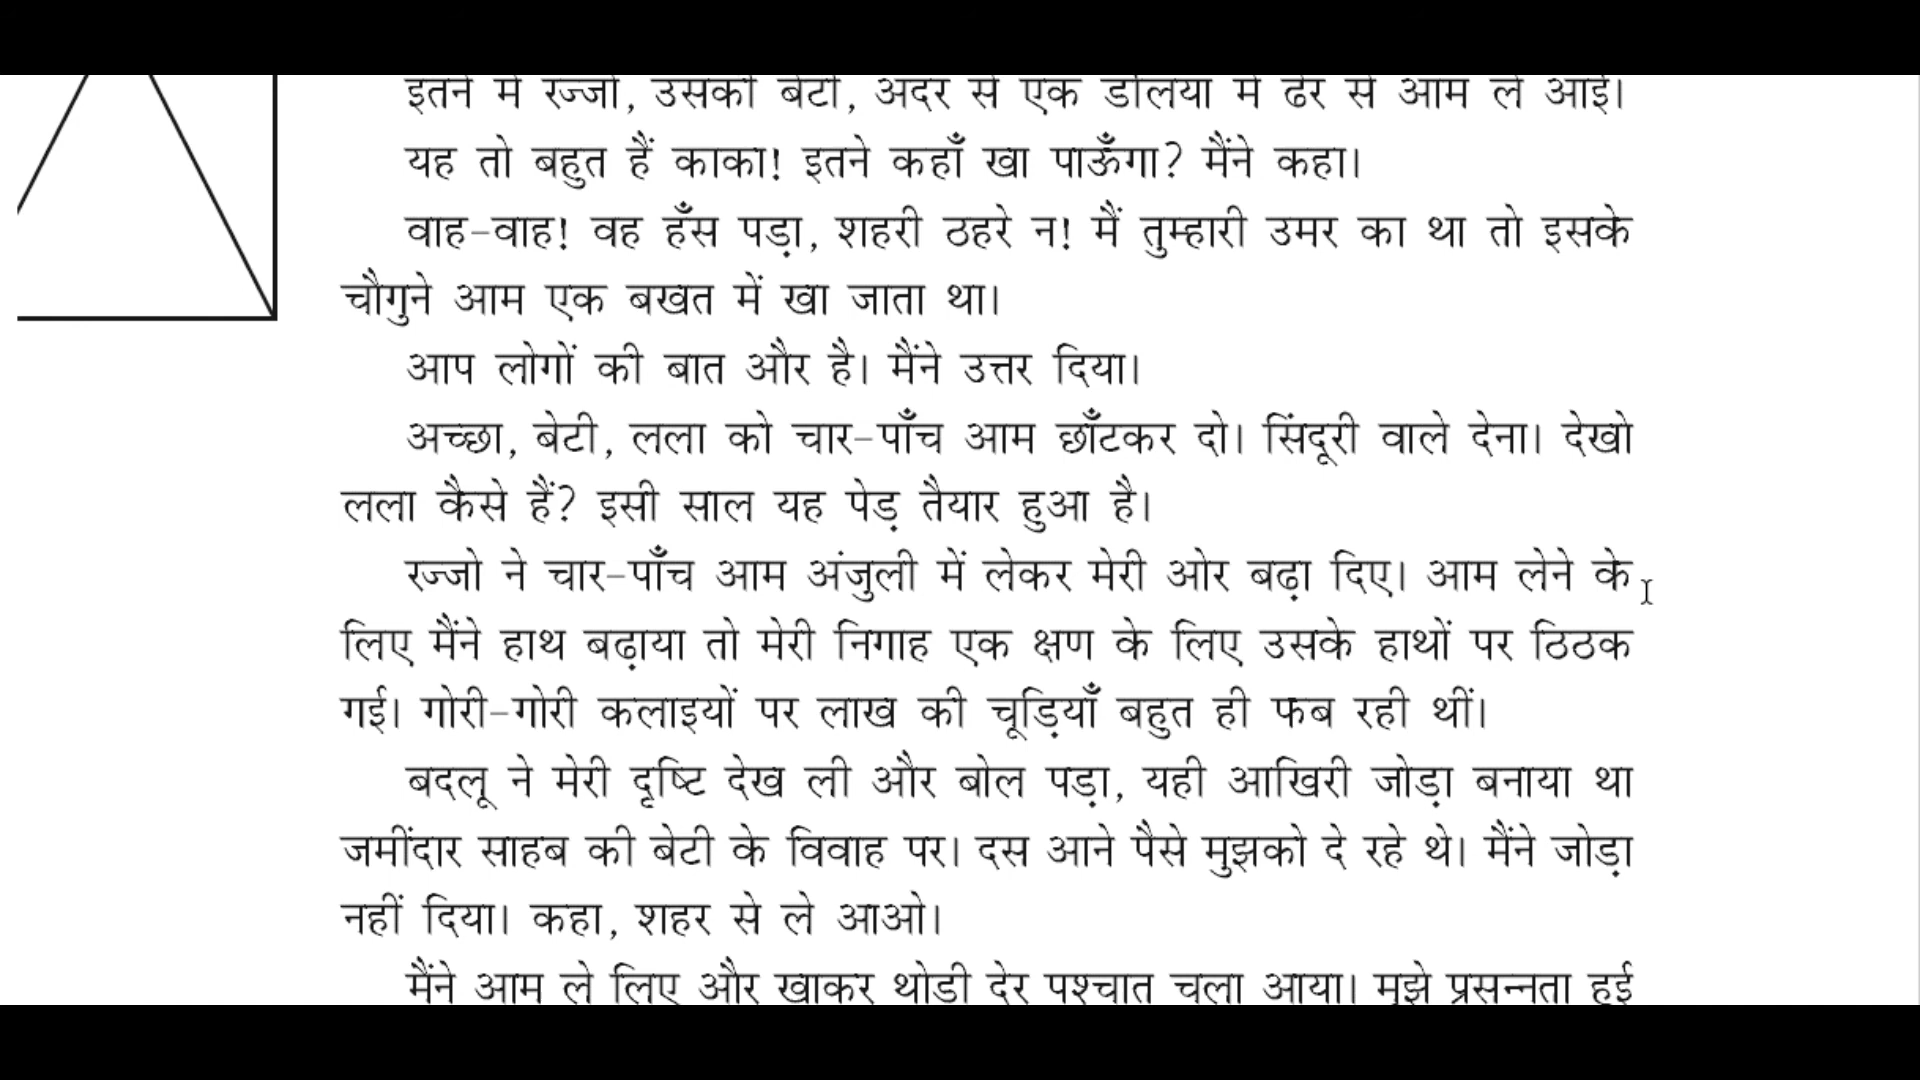 इतने में रज्जो, उसकी बेटी, अंदर से एक डलिया में ढेर से आम ले आई।
यह तो बहुत हैं काका! इतने कहाँ खा पाऊँगा? मैंने कहा।
वाह-वाह! वह हँस पड़ा, शहरी ठहरे न! मैं तुम्हारी उमर का था तो इसके
चौगुने आम एक बखत में खा जाता था।
आप लोगों की बात और है। मैंने उत्तर दिया।
अच्छा, बेटी, लला को चार-पाँच आम छाँटकर दो। सिंदूरी वाले देना। देखो
लला कैसे हैं? इसी साल यह पेड़ तैयार हुआ है।
रज्जो ने चार-पाँच आम अंजुली में लेकर मेरी ओर बढ़ा दिए। आम लेने के
लिए मैंने हाथ बढ़ाया तो मेरी निगाह एक क्षण के लिए उसके हाथों पर ठिठक
गई। गोरी-गोरी कलाइयों पर लाख की चूड़ियाँ बहुत ही फब रही थीं।
बदलू ने मेरी दृष्टि देख ली और बोल पड़ा, यही आखिरी जोड़ा बनाया था
जमींदार साहब की बेटी के विवाह पर। दस आने पैसे मुझको दे रहे थे। मैंने जोड़ा
नहीं दिया। कहा, शहर से ले आओ।
मैंने आम ले लिए और खाकर थोड़ी देर पश्चात चला आया। मुझे प्रसन्नता हुई